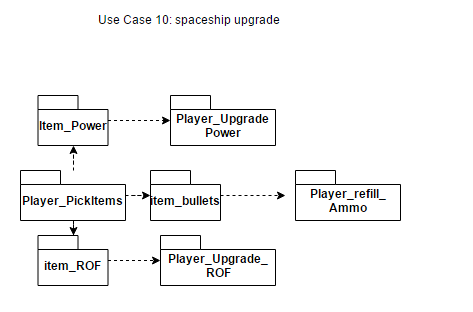 Use Case 10: spaceship upgrade
Item_Power
Player_Upgrade
Power
Player_PickItems
item_bullets
Player_refill_
Ammo
item_ROF
Player_Upgrade_
ROF